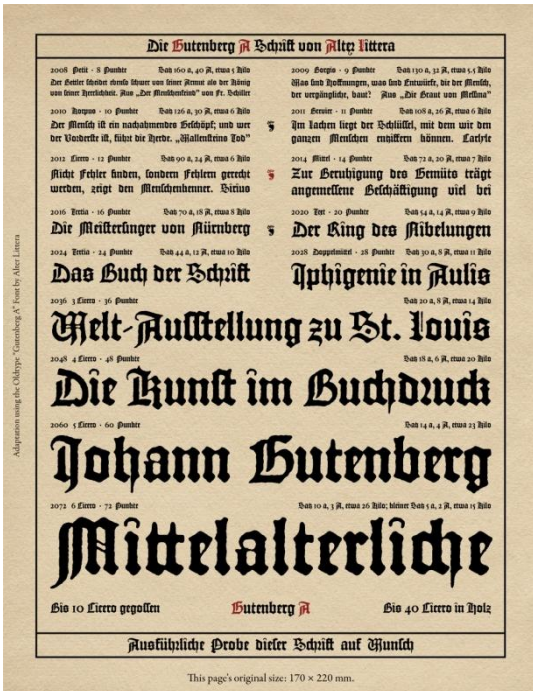 Die Gutenberg A Schrift von Alter Littera
2008 Petit · 8 Punkte Satz 160 a, 40 A, etwa 5 Kilo
Der Bettler scheidet ebenso schwer von seiner Armut als der König
von seiner Herrlichkeit. Aus „Der Menschenfeind" von Fr. Schiller
2009 Borgis · 9 Punkte Satz 130 a, 32 A, etwa 5.5 Kilo
Was sind Hoffnungen, was sind Entwürfe, die der Mensch,
der vergängliche, baut? Aus „Die Braut von Messina"
2010 Korpus · 10 Punkte Satz 126 a, 30 A, etwa 6 Kilo
Der Mensch ist ein nachahmendes Geschöpf; und wer
der Vorderste ist, führt die Herde. „Wallensteins Tod"
2011 Brevier · 11 Punkte Satz 108 a, 26 A, etwa 6 Kilo
Im Lachen liegt der Schlüssel, mit dem wir den
ganzen Menschen entziffern können. Carlyle
2012 Cicero · 12 Punkte Satz 90 a, 24 A, etwa 6 Kilo
Nicht Fehler finden, sondern Fehlern gerecht
werden, zeigt den Menschenkenner. Sirius
2014 Mittel · 14 Punkte Satz 72 a, 20 A, etwa 7 Kilo
Zur Beruhigung des Gemüts trägt
angemessene Beschäftigung viel bei
2016 Tertia · 16 Punkte Satz 70 a, 18 A, etwa 8 Kilo
Die Meistersinger von Nürnberg
2020 Text · 20 Punkte Satz 54 a, 14 A, etwa 9 Kilo
Der Ring des Nibelungen
2024 Tertia · 24 Punkte Satz 44 a, 12 A, etwa 10 Kilo
Das Buch der Schrift
2028 Doppelmittel · 28 Punkte Satz 30 a, 8 A, etwa 11 Kilo
Iphigenie in Aulis
2036 3 Cicero · 36 Punkte Satz 20 a, 8 A, etwa 14 Kilo
Welt-Ausstellung zu St. Louis
2048 4 Cicero · 48 Punkte Satz 18 a, 6 A, etwa 20 Kilo
Die Kunst im Buchdruck
2060 5 Cicero · 60 Punkte Satz 14 a, 4 A, etwa 23 Kilo
Johann Gutenberg
2072 6 Cicero · 72 Punkte Satz 10 a, 3 A, etwa 26 Kilo; kleiner Satz 5 a, 2 A, etwa 15 Kilo
Mittelalterliche
Bis 10 Cicero gegossen Gutenberg A Bis 40 Cicero in Holz
Ausführliche Probe dieser Schrift auf Wunsch
This page's original size: 170 × 220 mm.
Adaptation using the Oldtype "Gutenberg A" Font by Alter Littera